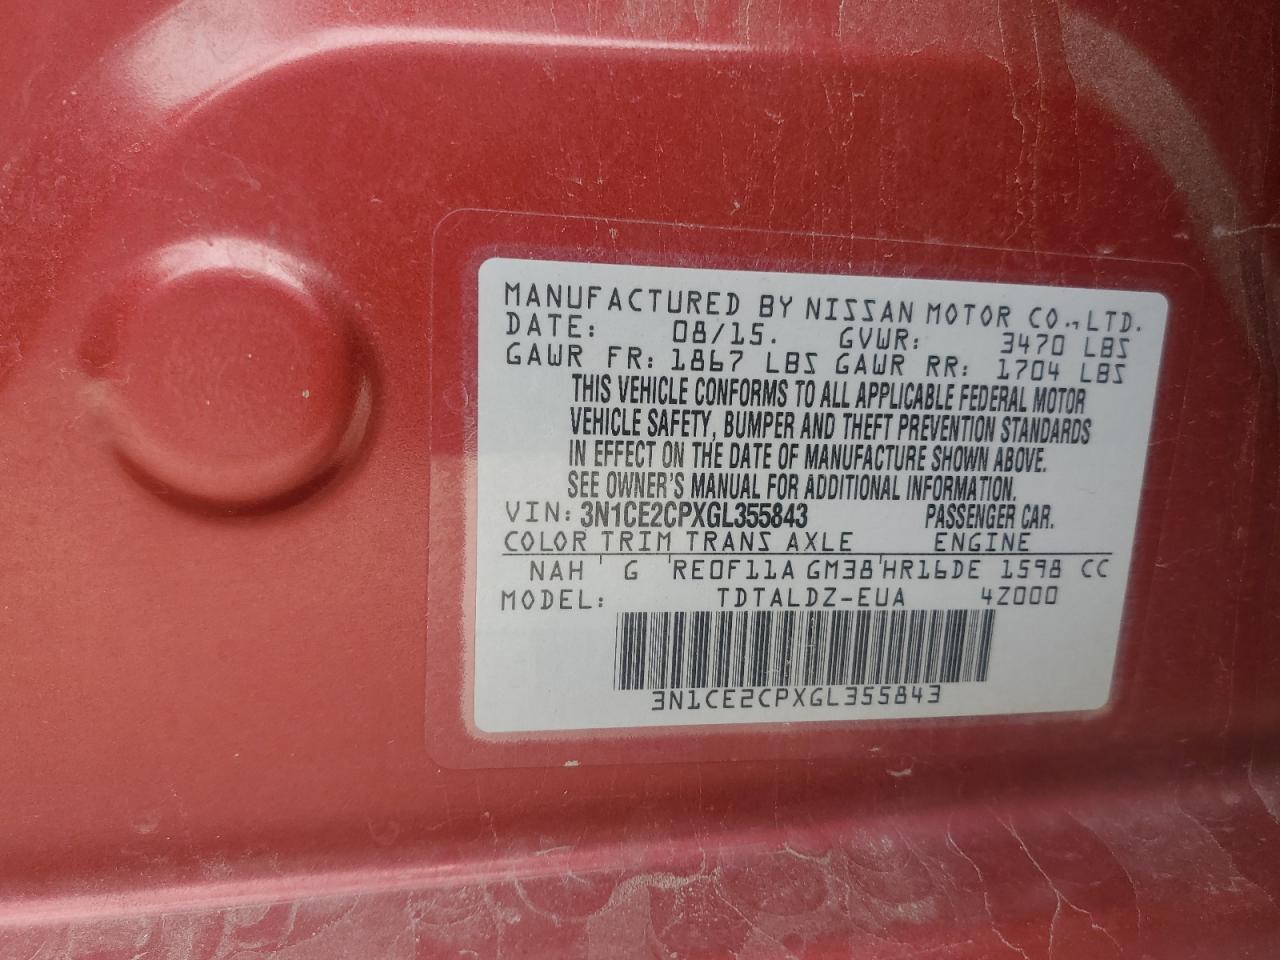 MANUFACTURED BY NISSAN MOTOR CO., LTD.
DATE: 08/15. GVWR: 3470 LBS
GAWR FR: 1867 LBS GAWR RR: 1704 LBS
THIS VEHICLE CONFORMS TO ALL APPLICABLE FEDERAL MOTOR
VEHICLE SAFETY, BUMPER AND THEFT PREVENTION STANDARDS
IN EFFECT ON THE DATE OF MANUFACTURE SHOWN ABOVE.
SEE OWNER'S MANUAL FOR ADDITIONAL INFORMATION.
VIN: 3N1CE2CPXGL355843 PASSENGER CAR.
COLOR TRIM TRANS AXLE ENGINE
NAH G RE0F11A GM38 HR16DE 1598 CC
MODEL: TDTALDZ-EUA 4Z000
3N1CE2CPXGL355843